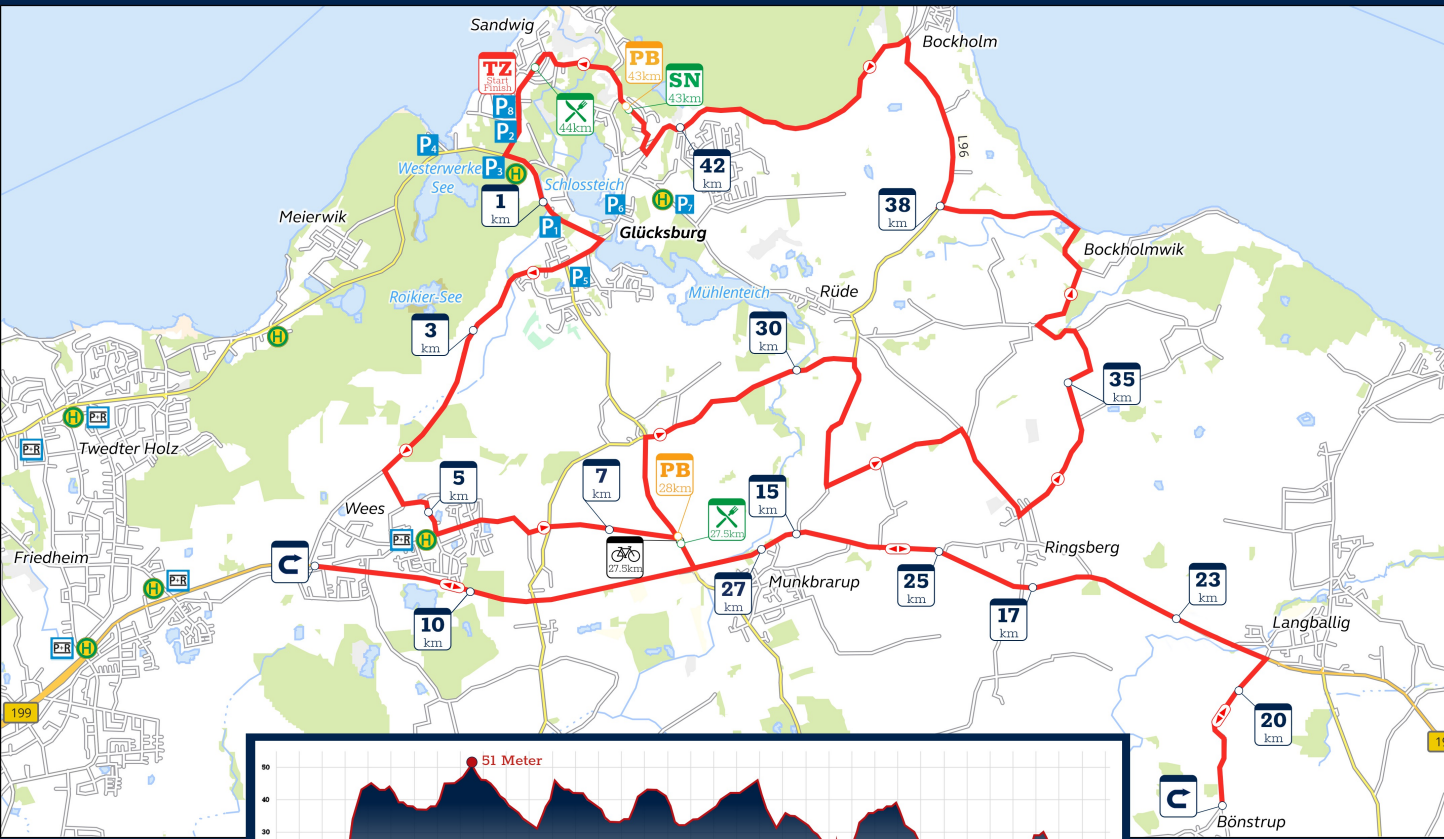 Sandwig
Bockholm
TZ
Start
Finish
PB
43km
SN
43km
P8
44km
P2
P4
L96
Westerwerke
See
P3
H
42
km
Schlossteich
1
km
P6
H
P7
38
km
Meierwik
P1
Glücksburg
Bockholmwik
P5
Roikier-See
Mühlenteich
Rüde
3
km
30
km
H
35
km
H
P+R
P+R
Twedter Holz
PB
28km
5
km
7
km
15
km
Wees
27.5km
P+R
H
Friedheim
27.5km
Ringsberg
H
P+R
27
km
Munkbrarup
25
km
23
km
10
km
17
km
Langballig
P+R
H
199
20
km
19
51 Meter
50
40
30
Bönstrup